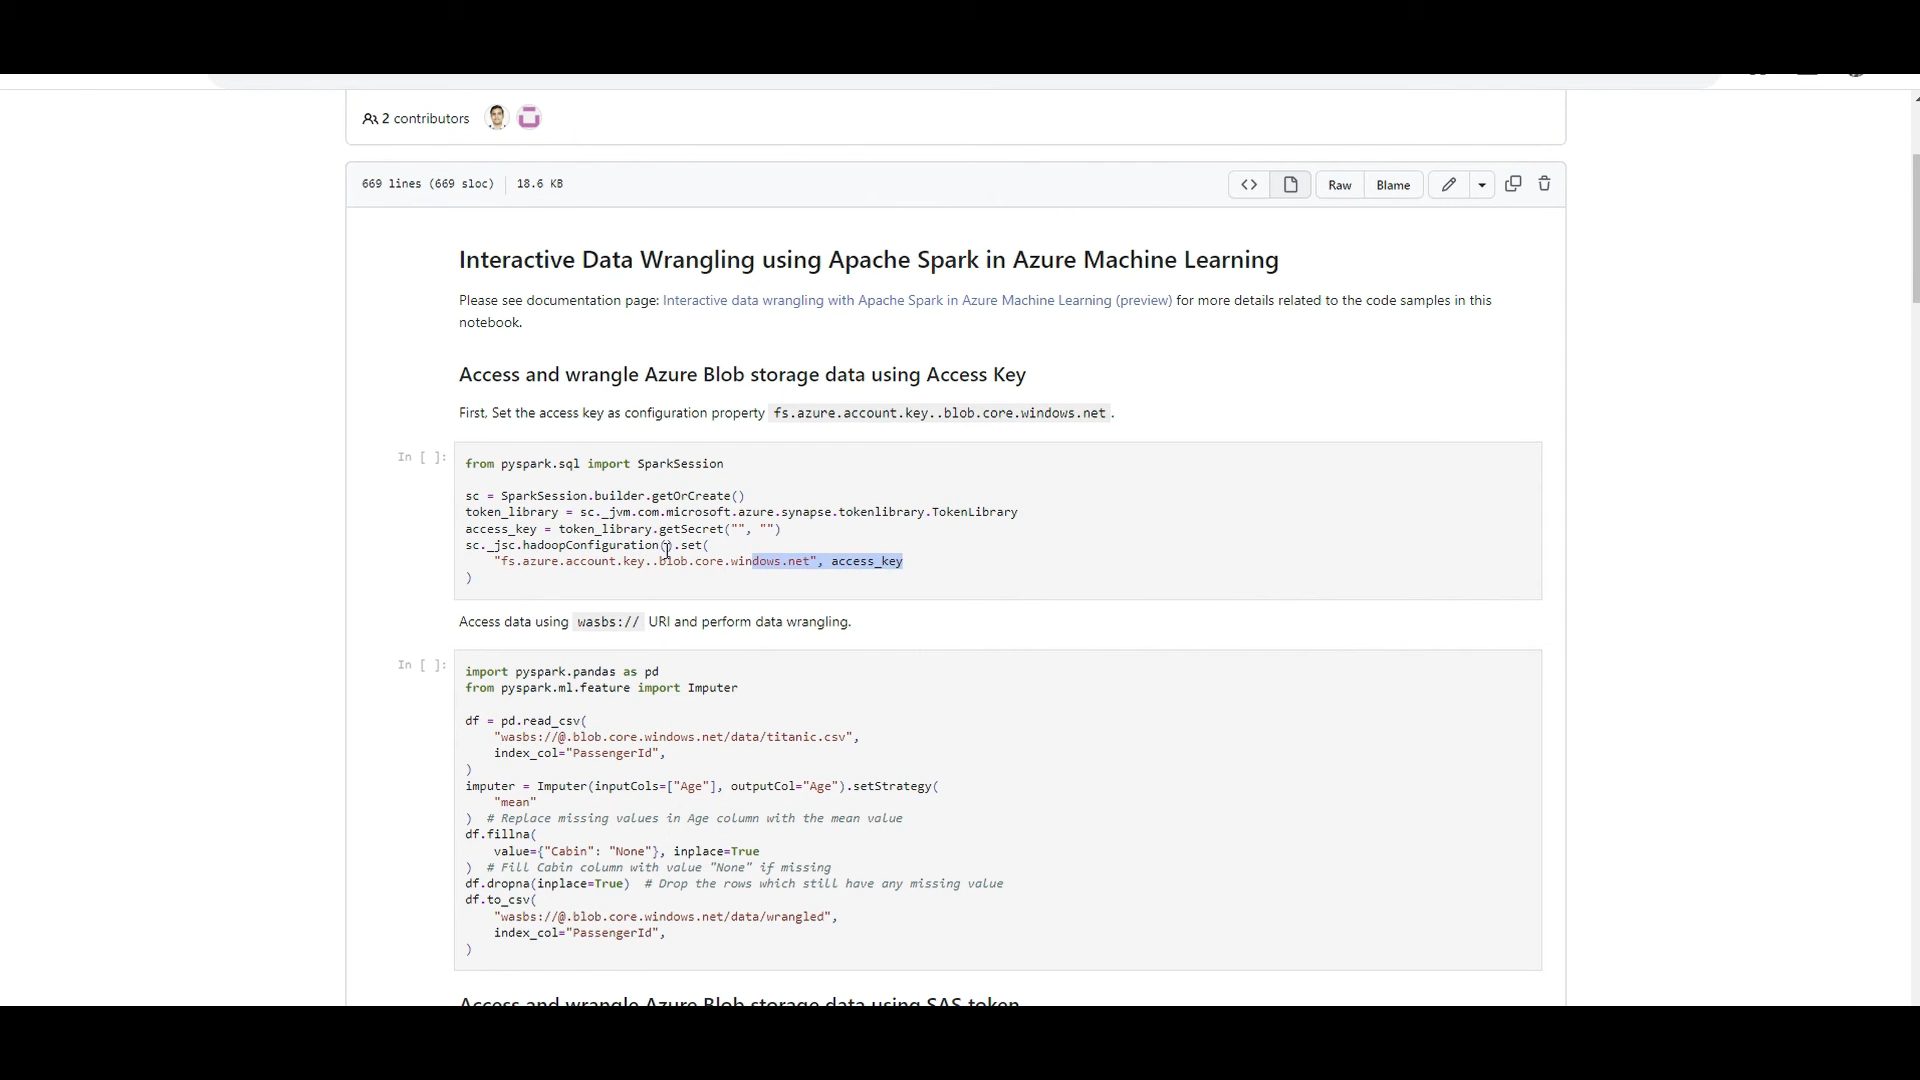 2 contributors
669 lines (669 sloc) 18.6 KB
Raw Blame
Interactive Data Wrangling using Apache Spark in Azure Machine Learning
Please see documentation page: Interactive data wrangling with Apache Spark in Azure Machine Learning (preview) for more details related to the code samples in this
notebook.
Access and wrangle Azure Blob storage data using Access Key
First, Set the access key as configuration property fs.azure.account.key..blob.core.windows.net .
In [ ]:
from pyspark.sql import SparkSession
sc = SparkSession.builder.getOrCreate()
token_library = sc._jvm.com.microsoft.azure.synapse.tokenlibrary.TokenLibrary
access_key = token_library.getSecret("", "")
sc._jsc.hadoopConfiguration().set(
"fs.azure.account.key..blob.core.windows.net", access_key
)
Access data using wasbs:// URI and perform data wrangling.
In [ ]:
import pyspark.pandas as pd
from pyspark.ml.feature import Imputer
df = pd.read_csv(
"wasbs://@.blob.core.windows.net/data/titanic.csv",
index_col="PassengerId",
)
imputer = Imputer(inputCols=["Age"], outputCol="Age").setStrategy(
"mean"
) # Replace missing values in Age column with the mean value
df.fillna(
value={"Cabin": "None"}, inplace=True
) # Fill Cabin column with value "None" if missing
df.dropna(inplace=True) # Drop the rows which still have any missing value
df.to_csv(
"wasbs://@.blob.core.windows.net/data/wrangled",
index_col="PassengerId",
)
Access and wrangle Azure Blob storage data using SAS token